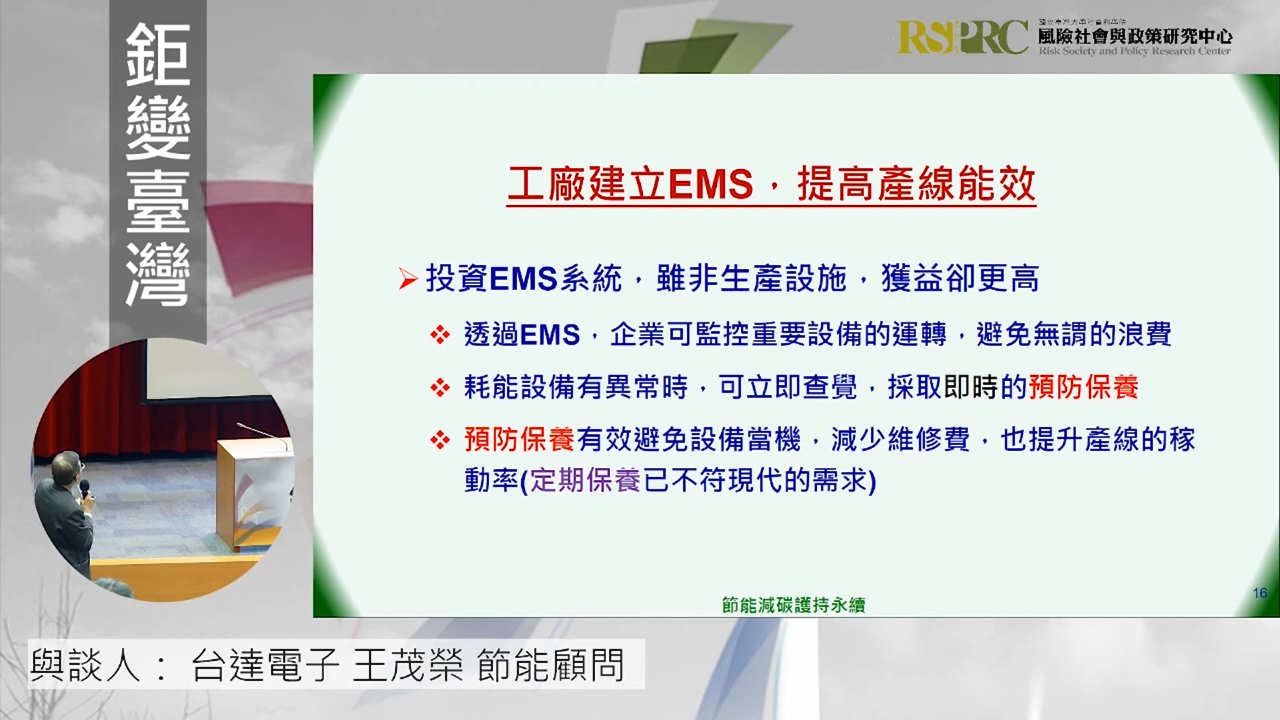 鉅變臺灣
RSPRC
國立臺灣大學社會科學院
風險社會與政策研究中心
Risk Society and Policy Research Center
工廠建立EMS，提高產線能效
投資EMS系統，雖非生產設施，獲益卻更高
透過EMS，企業可監控重要設備的運轉，避免無謂的浪費
耗能設備有異常時，可立即查覺，採取即時的預防保養
預防保養有效避免設備當機，減少維修費，也提升產線的稼
動率(定期保養已不符現代的需求)
節能減碳護持永續
16
與談人： 台達電子 王茂榮 節能顧問